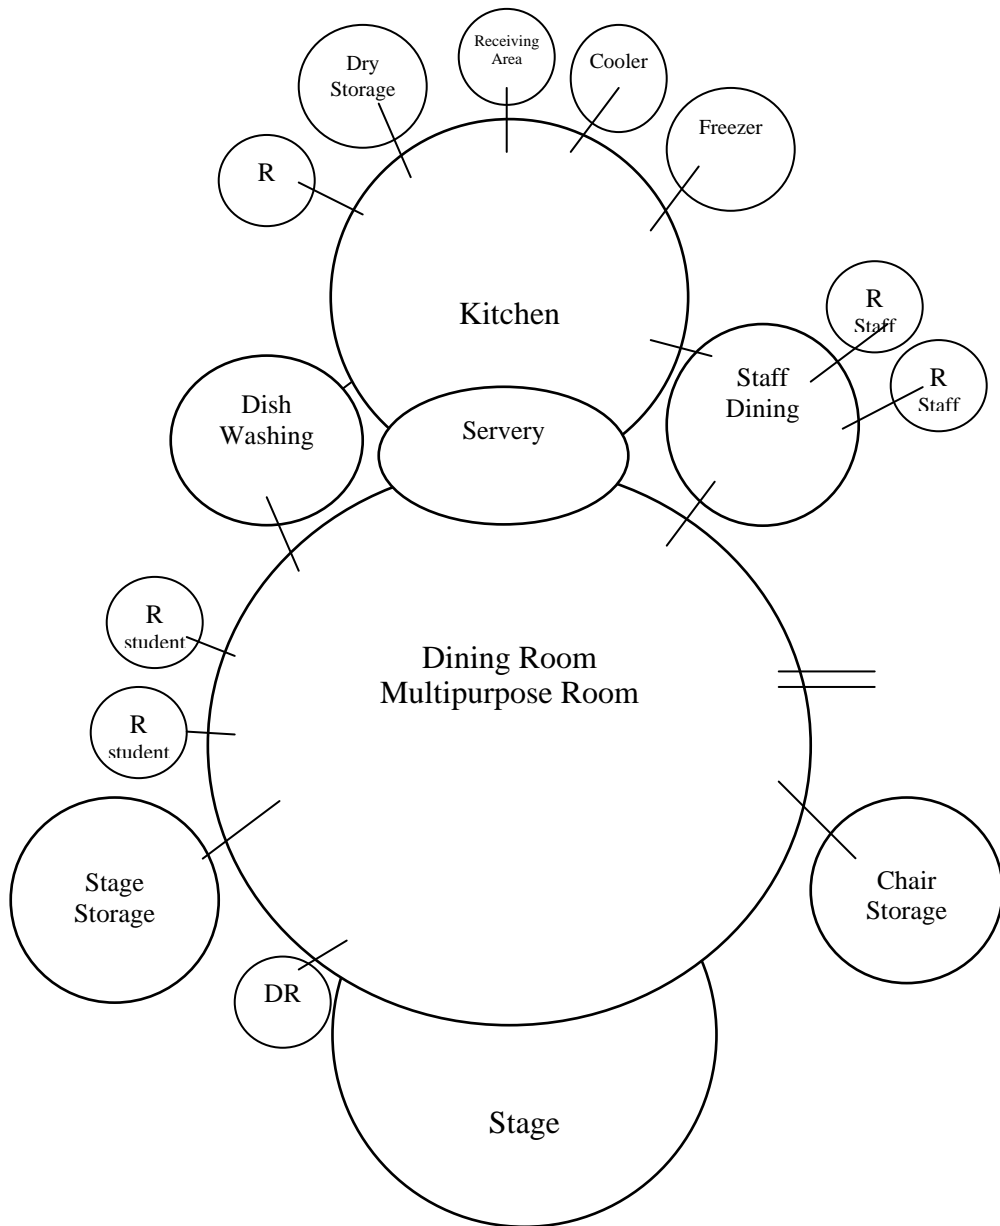 Receiving
Area
Dry
Storage
Cooler
Freezer
R
Kitchen
R
Staff
R
Staff
Staff
Dining
Dish
Washing
Servery
R
student
Dining Room
Multipurpose Room
R
student
Stage
Storage
Chair
Storage
DR
Stage